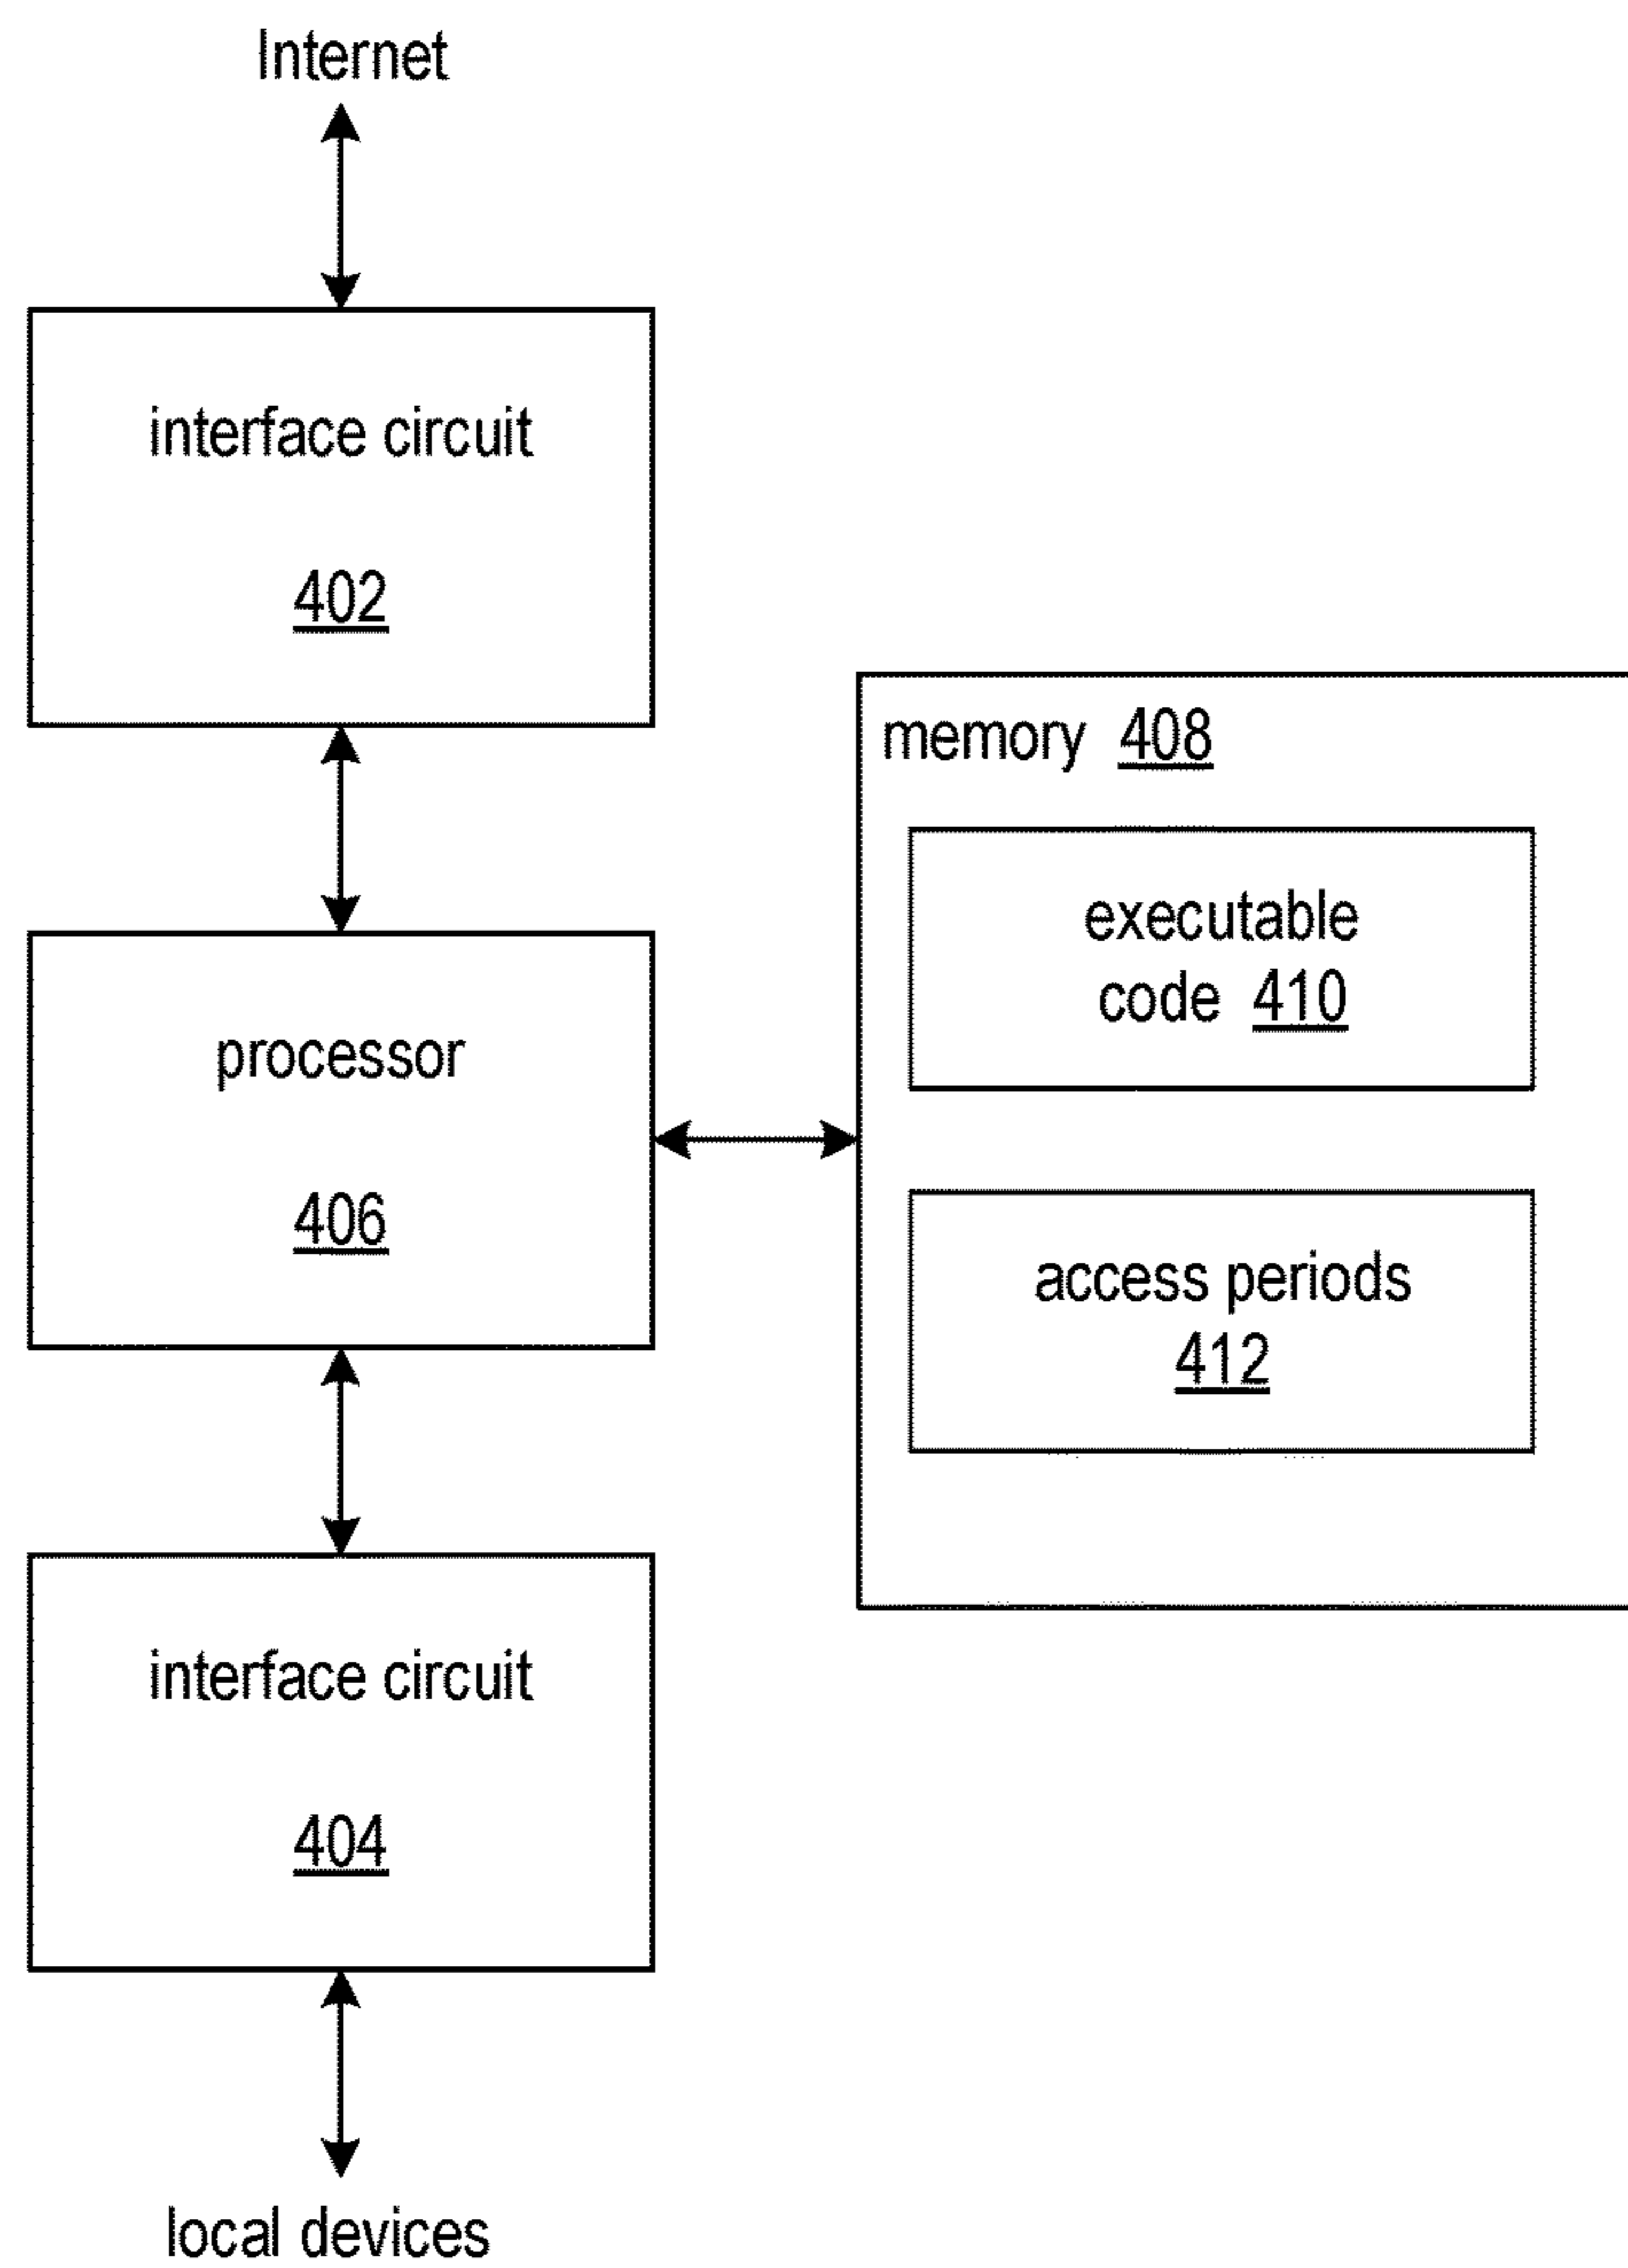 Internet
interface circuit
402
memory 408
executable
code 410
processor
406
access periods
412
interface circuit
404
local devices